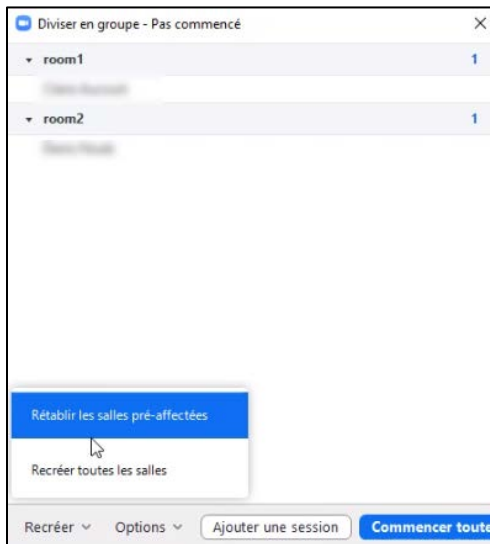 Diviser en groupe - Pas commencé
room1 1
room2 1
Rétablir les salles pré-affectées
Recréer toutes les salles
Recréer Options Ajouter une session Commencer toute